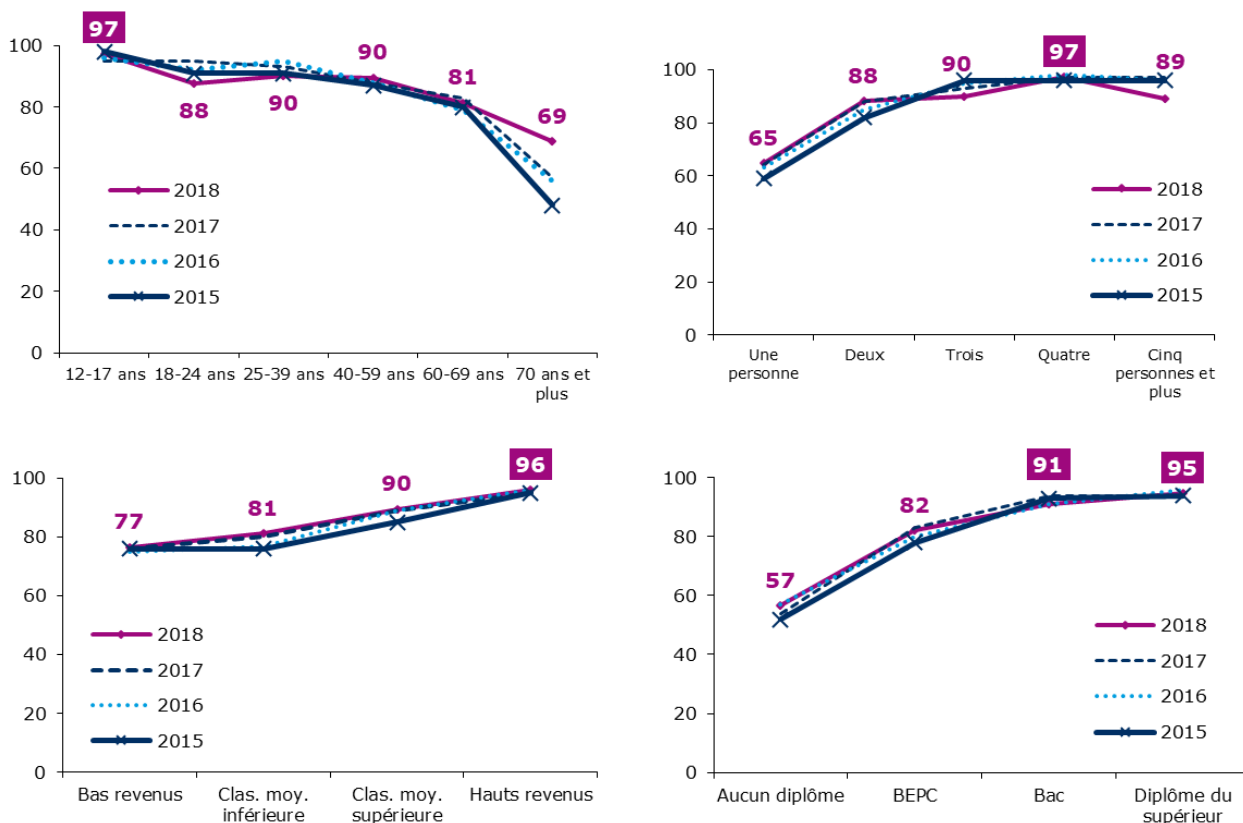 97
100
90
81
80
88
90
69
60
2018
2017
40
2016
20
2015
0
12-17 ans 18-24 ans 25-39 ans 40-59 ans 60-69 ans 70 ans et
plus
97
90
89
88
100
80
65
60
2018
40
2017
2016
20
2015
0
Une
personne
Deux
Trois
Quatre
Cinq
personnes et
plus
96
100
90
81
77
80
60
2018
40
2017
2016
20
2015
0
Bas revenus
Clas. moy.
inférieure
Clas. moy.
supérieure
Hauts revenus
91
95
100
82
80
57
60
2018
40
2017
2016
20
2015
0
Aucun diplôme
BEPC
Bac
Diplôme du
supérieur